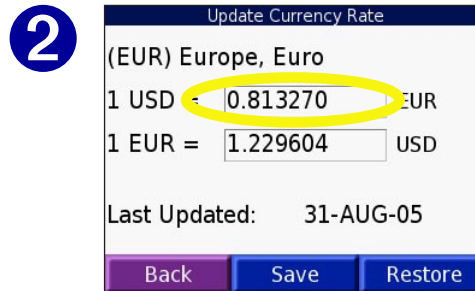 2
Update Currency Rate
(EUR) Europe, Euro
1 USD = 0.813270 EUR
1 EUR = 1.229604 USD
Last Updated: 31-AUG-05
Back Save Restore